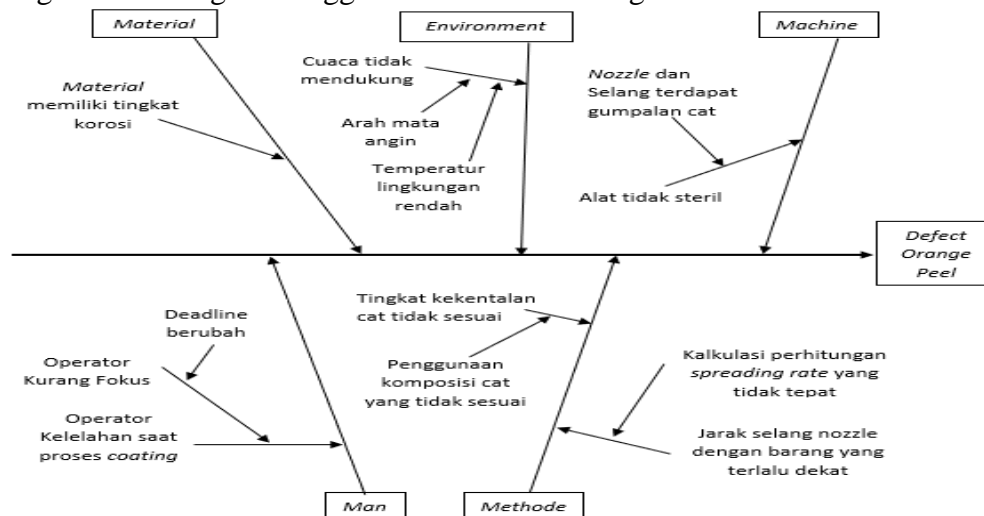 Material
Environment
Machine
Cuaca tidak
mendukung
Nozzle dan
Selang terdapat
gumpalan cat
Material
memiliki tingkat
korosi
Arah mata
angin
Temperatur
lingkungan
rendah
Alat tidak steril
Defect
Orange
Peel
Tingkat kekentalan
cat tidak sesuai
Deadline
berubah
Operator
Kurang Fokus
Penggunaan
komposisi cat
yang tidak sesuai
Kalkulasi perhitungan
spreading rate yang
tidak tepat
Operator
Kelelahan saat
proses coating
Jarak selang nozzle
dengan barang yang
terlalu dekat
Man
Methode